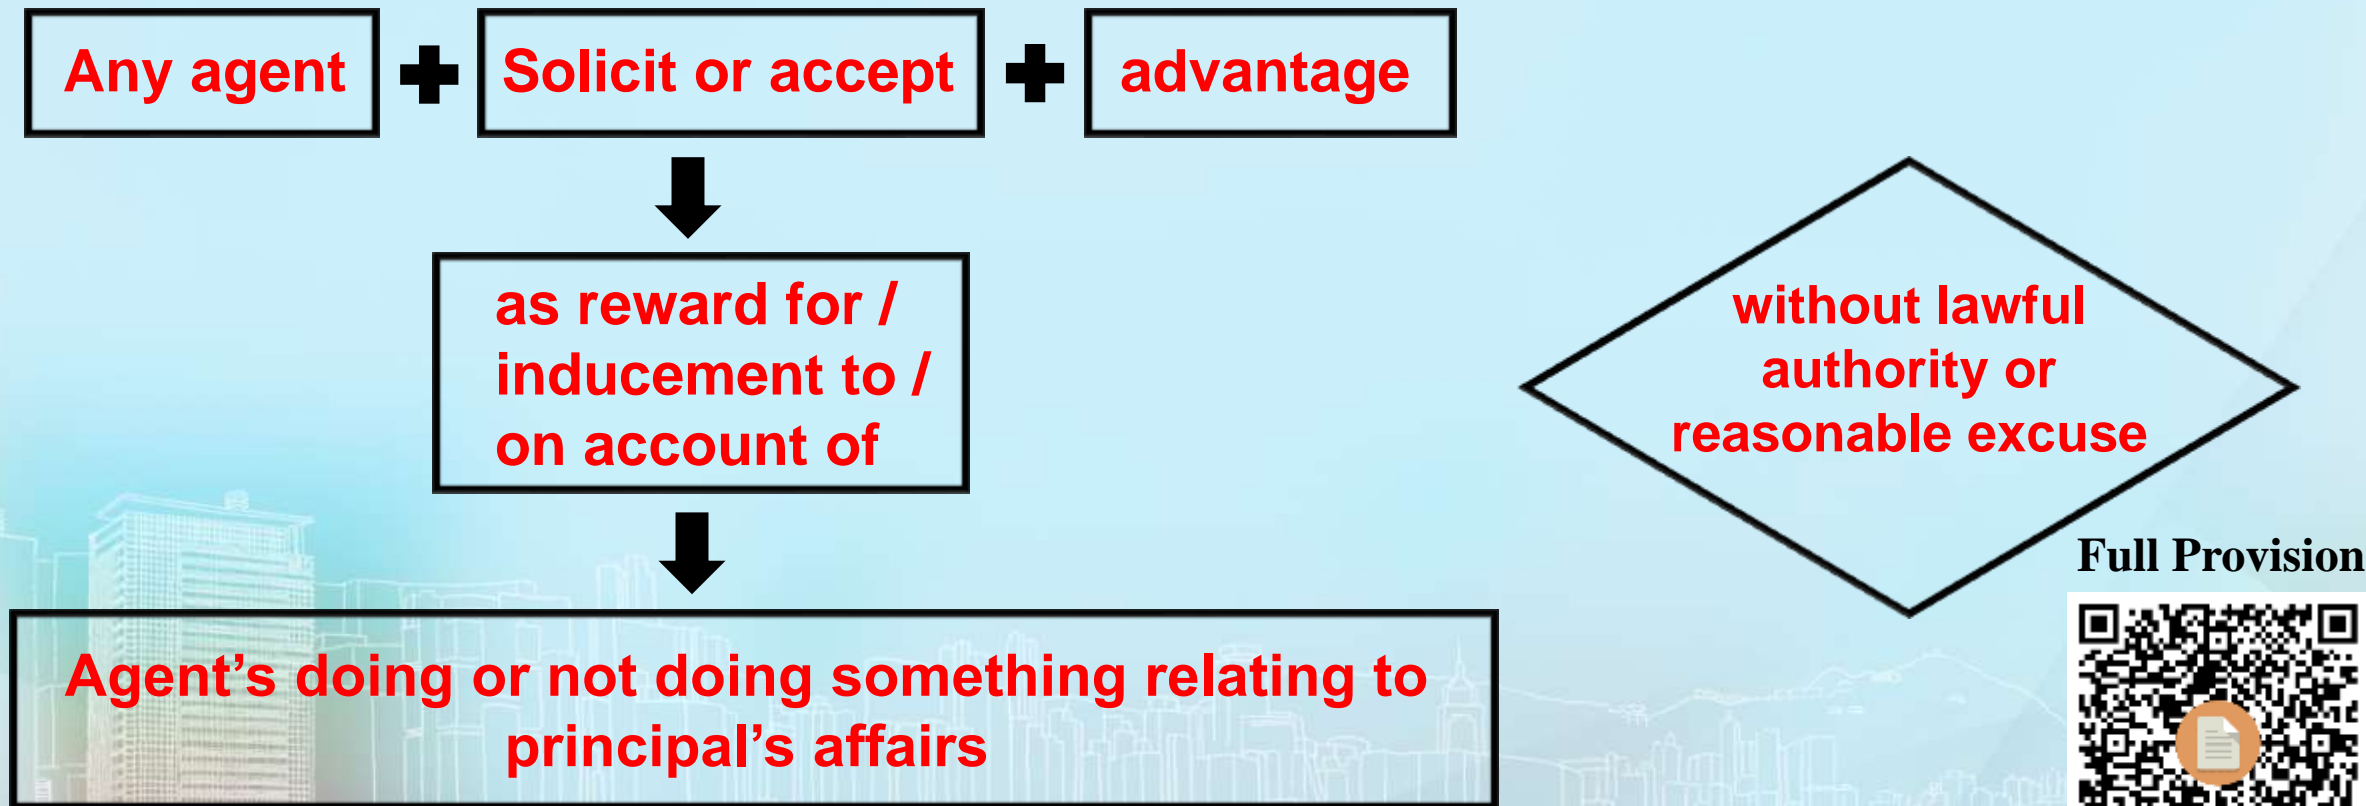 Any agent
Solicit or accept
advantage
as reward for /
inducement to /
on account of
Agent’s doing or not doing something relating to
principal’s affairs
without lawful
authority or
reasonable excuse
Full Provision